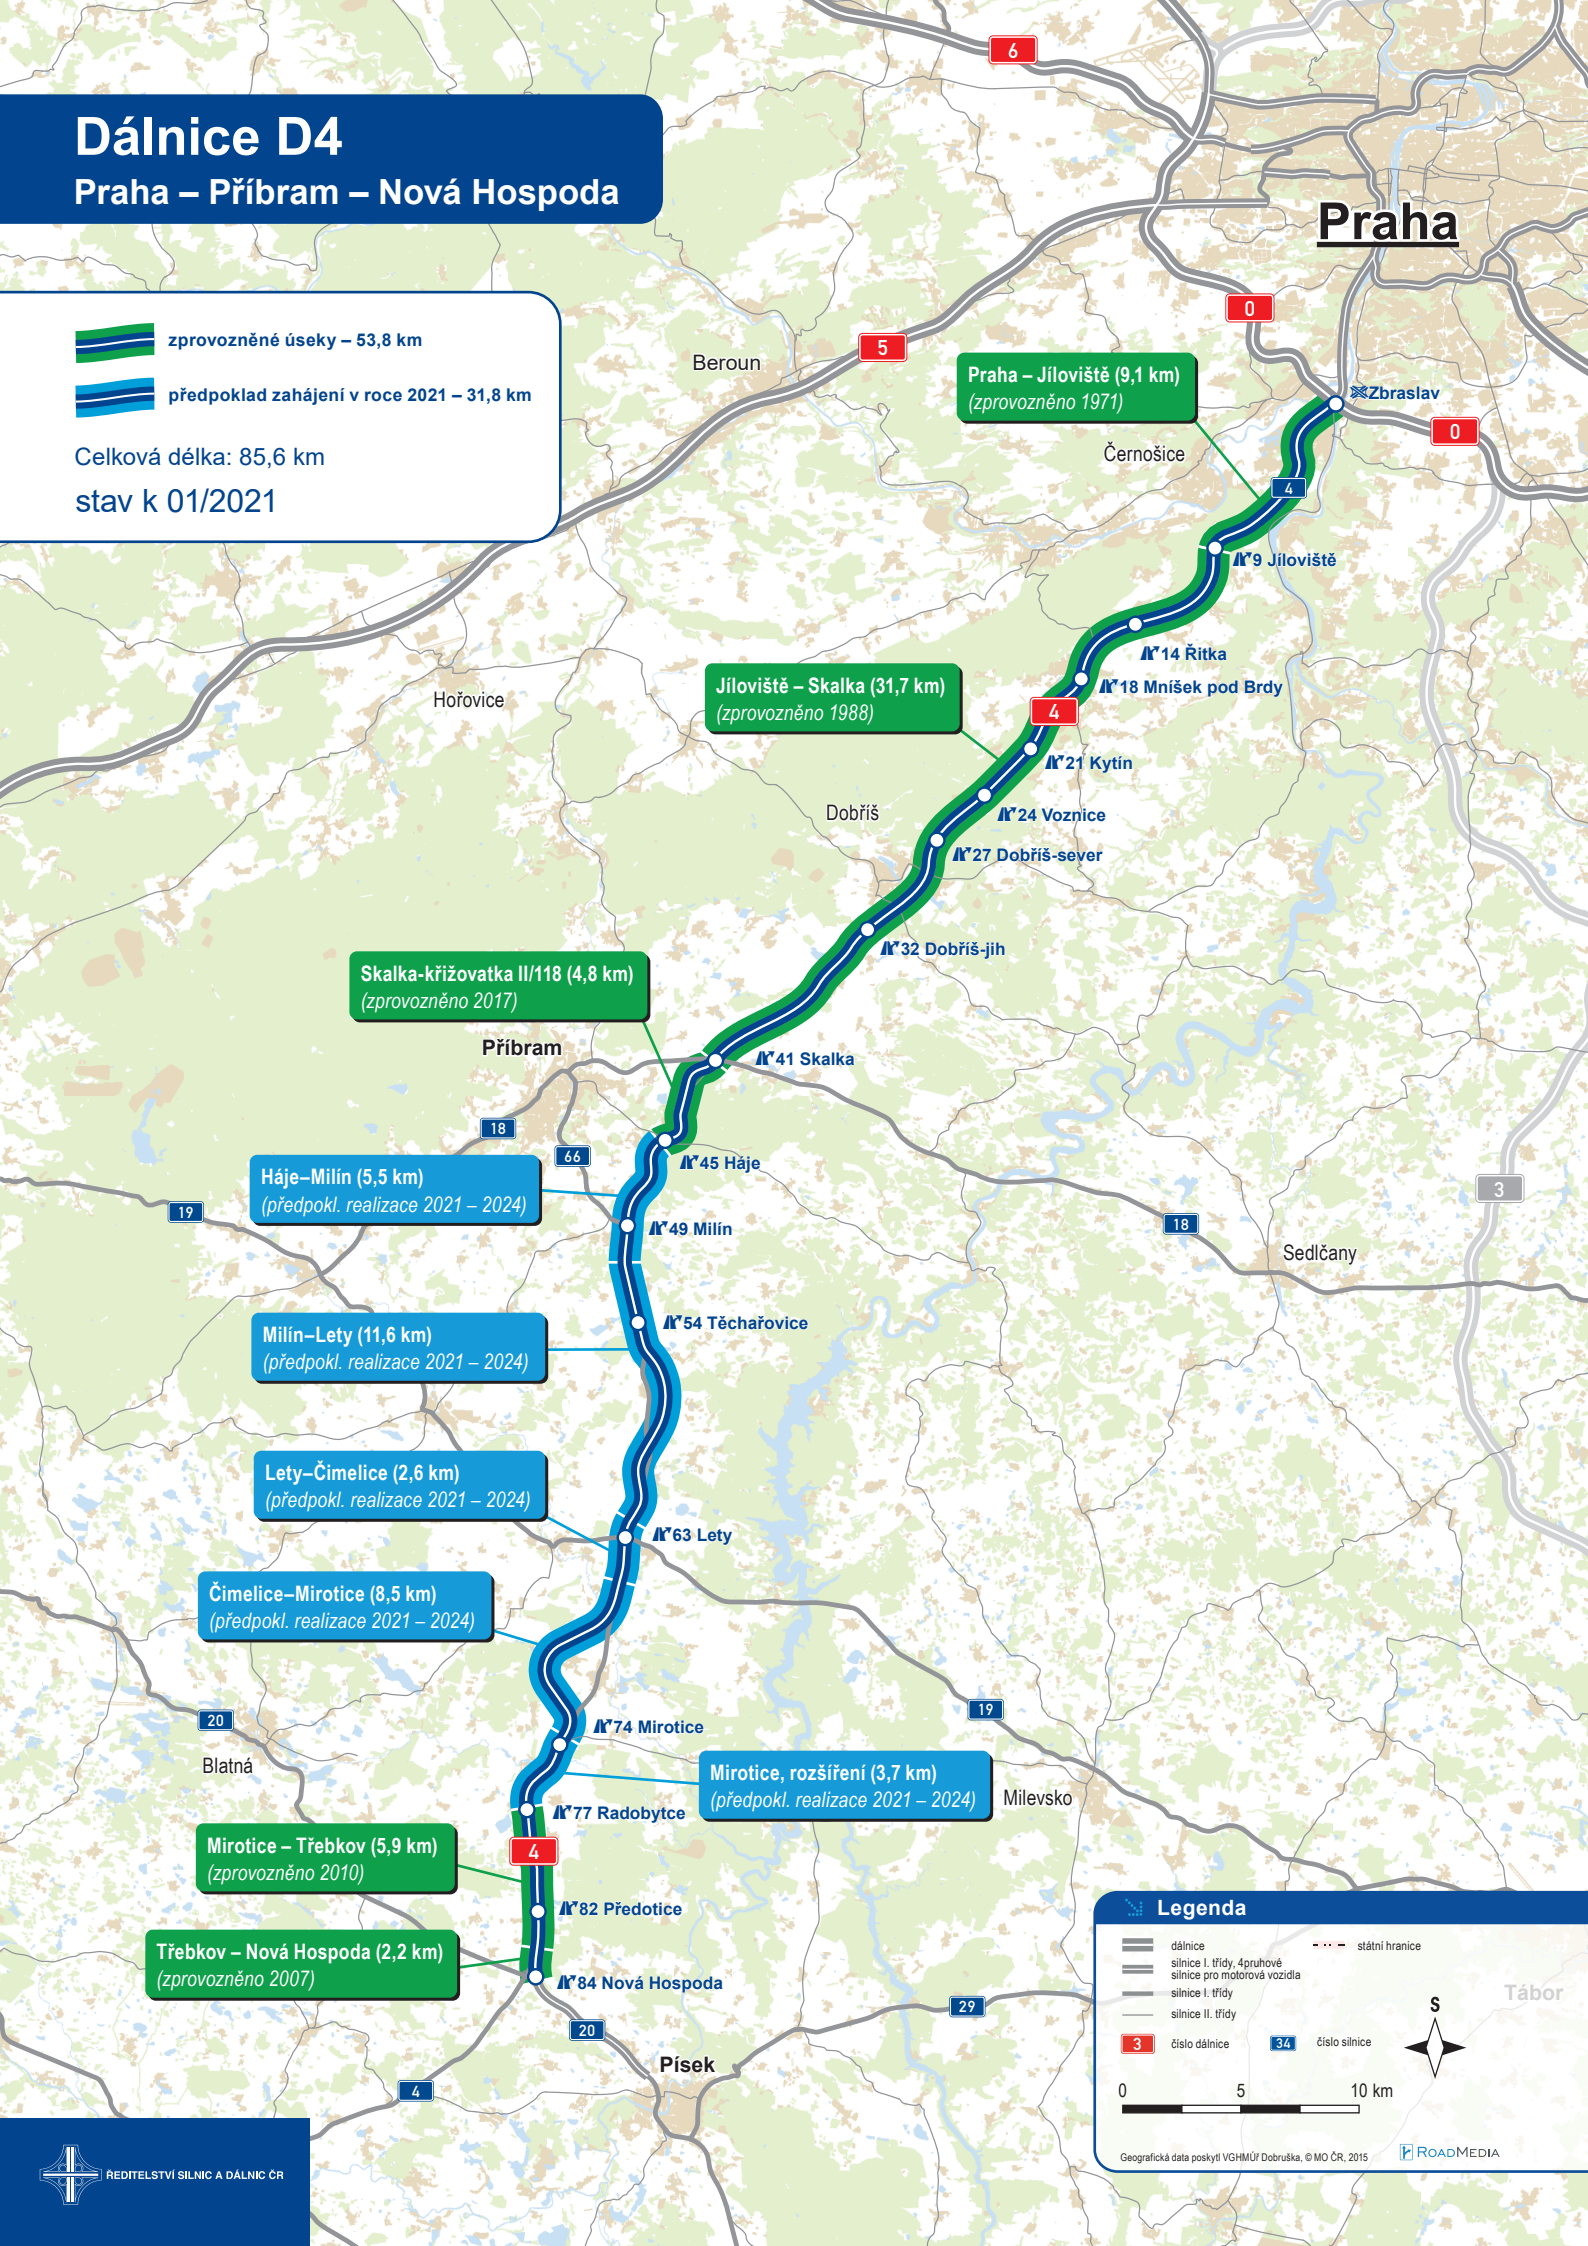 Dálnice D4
Praha – Příbram – Nová Hospoda
zprovozněné úseky – 53,8 km
předpoklad zahájení v roce 2021 – 31,8 km
Celková délka: 85,6 km
stav k 01/2021
6
Praha
0
5
Beroun
Praha – Jíloviště (9,1 km)
(zprovozněno 1971)
Zbraslav
0
Černošice
4
9 Jíloviště
14 Řitka
Jíloviště – Skalka (31,7 km)
(zprovozněno 1988)
18 Mníšek pod Brdy
Hořovice
4
21 Kytín
Dobříš
24 Voznice
27 Dobříš-sever
32 Dobříš-jih
Skalka-křižovatka II/118 (4,8 km)
(zprovozněno 2017)
Příbram
41 Skalka
18
66
45 Háje
Háje–Milín (5,5 km)
(předpokl. realizace 2021 – 2024)
3
19
49 Milín
18
Sedlčany
Milín–Lety (11,6 km)
(předpokl. realizace 2021 – 2024)
54 Těchařovice
Lety–Čimelice (2,6 km)
(předpokl. realizace 2021 – 2024)
63 Lety
Čimelice–Mirotice (8,5 km)
(předpokl. realizace 2021 – 2024)
19
20
74 Mirotice
Blatná
Mirotice, rozšíření (3,7 km)
(předpokl. realizace 2021 – 2024)
Milevsko
77 Radobytce
4
Mirotice – Třebkov (5,9 km)
(zprovozněno 2010)
82 Předotice
Třebkov – Nová Hospoda (2,2 km)
(zprovozněno 2007)
84 Nová Hospoda
29
20
Písek
4
Legenda
dálnice
státní hranice
silnice I. třídy, 4pruhové
silnice pro motorová vozidla
silnice I. třídy
silnice II. třídy
Tábor
S
3 číslo dálnice
34 číslo silnice
0 5 10 km
Geografická data poskytl VGHMÚř Dobruška, © MO ČR, 2015
ROADMEDIA
ŘEDITELSTVÍ SILNIC A DÁLNIC ČR